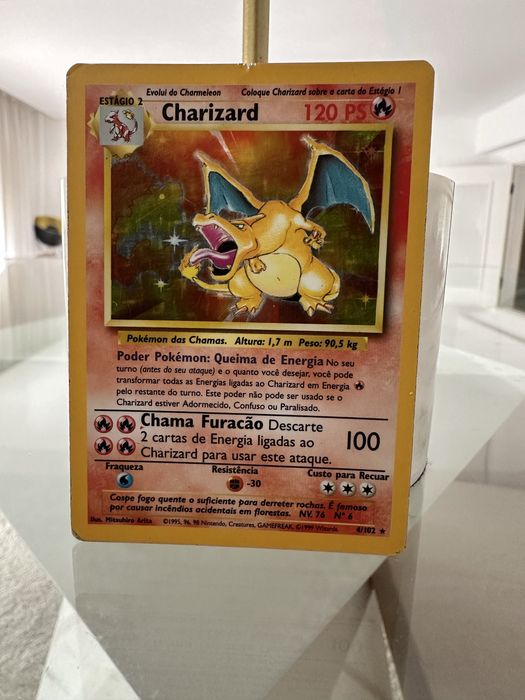 Evolui do Charmeleon Coloque Charizard sobre a carta do Estágio 1
ESTÁGIO 2
Charizard 120 PS
Pokémon das Chamas. Altura: 1,7 m Peso: 90,5 kg
Poder Pokémon: Queima de Energia No seu
turno (antes do seu ataque) e o quanto você desejar, você pode
transformar todas as Energias ligadas ao Charizard em Energia
pelo restante do turno. Este poder não pode ser usado se o
Charizard estiver Adormecido, Confuso ou Paralisado.
Chama Furacão Descarte
2 cartas de Energia ligadas ao
Charizard para usar este ataque.
100
Fraqueza Resistência Custo para Recuar
-30
Cospe fogo quente o suficiente para derreter rochas. É famoso
por causar incêndios acidentais em florestas. NV. 76 Nº 6
Ilus. Mitsuhiro Arita ©1995, 96, 98 Nintendo, Creatures, GAMEFREAK. ©1999 Wizards. 4/102 ★